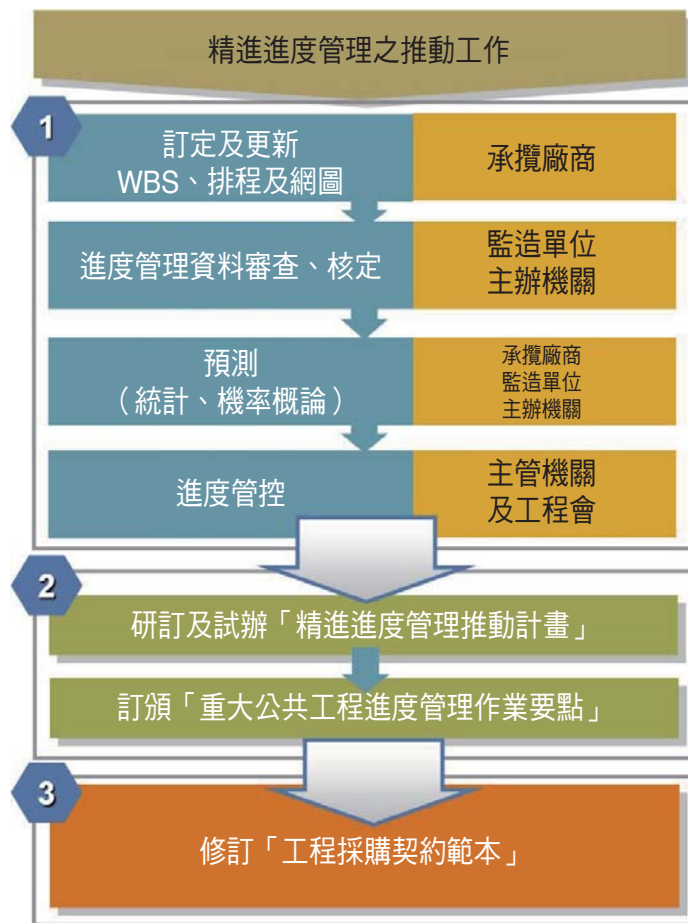 精進進度管理之推動工作
1
訂定及更新
WBS、排程及網圖
承攬廠商
進度管理資料審查、核定
監造單位
主辦機關
預測
（統計、機率概論）
承攬廠商
監造單位
主辦機關
進度管控
主管機關
及工程會
2
研訂及試辦「精進進度管理推動計畫」
訂頒「重大公共工程進度管理作業要點」
3
修訂「工程採購契約範本」